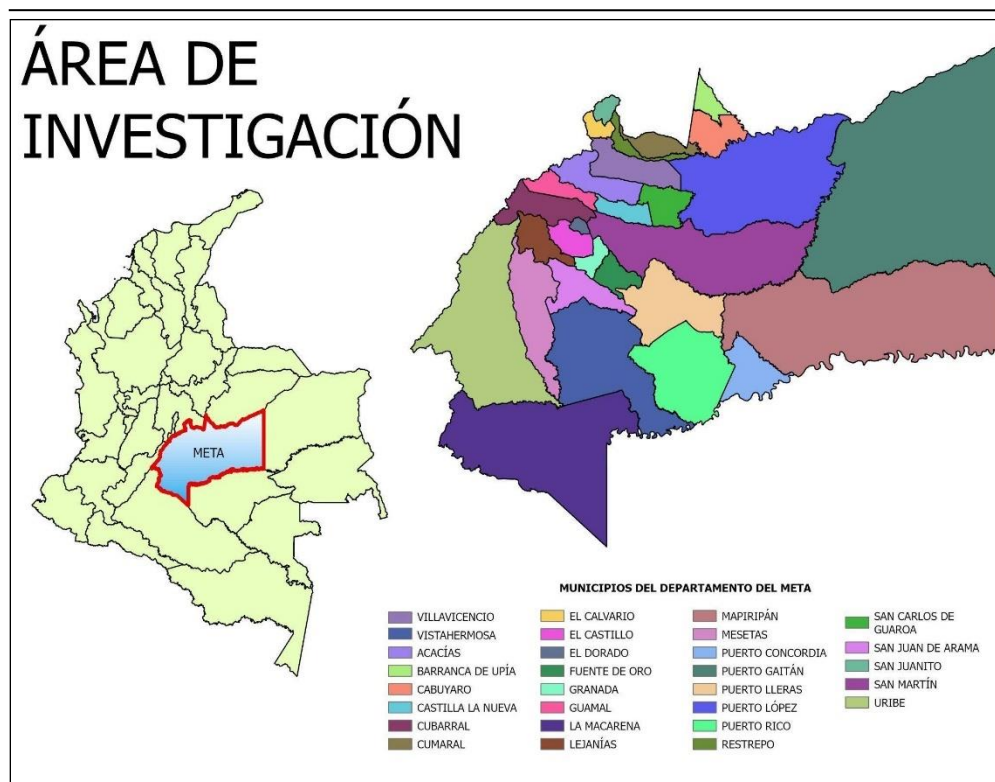 ÁREA DE
INVESTIGACIÓN
META
MUNICIPIOS DEL DEPARTAMENTO DEL META
VILLAVICENCIO
VISTAHERMOSA
ACACÍAS
BARRANCA DE UPÍA
CABUYARO
CASTILLA LA NUEVA
CUBARRAL
CUMARAL
EL CALVARIO
EL CASTILLO
EL DORADO
FUENTE DE ORO
GRANADA
GUAMAL
LA MACARENA
LEJANÍAS
MAPIRIPÁN
MESETAS
PUERTO CONCORDIA
PUERTO GAITÁN
PUERTO LLERAS
PUERTO LÓPEZ
PUERTO RICO
RESTREPO
SAN CARLOS DE
GUAROA
SAN JUAN DE ARAMA
SAN JUANITO
SAN MARTÍN
URIBE